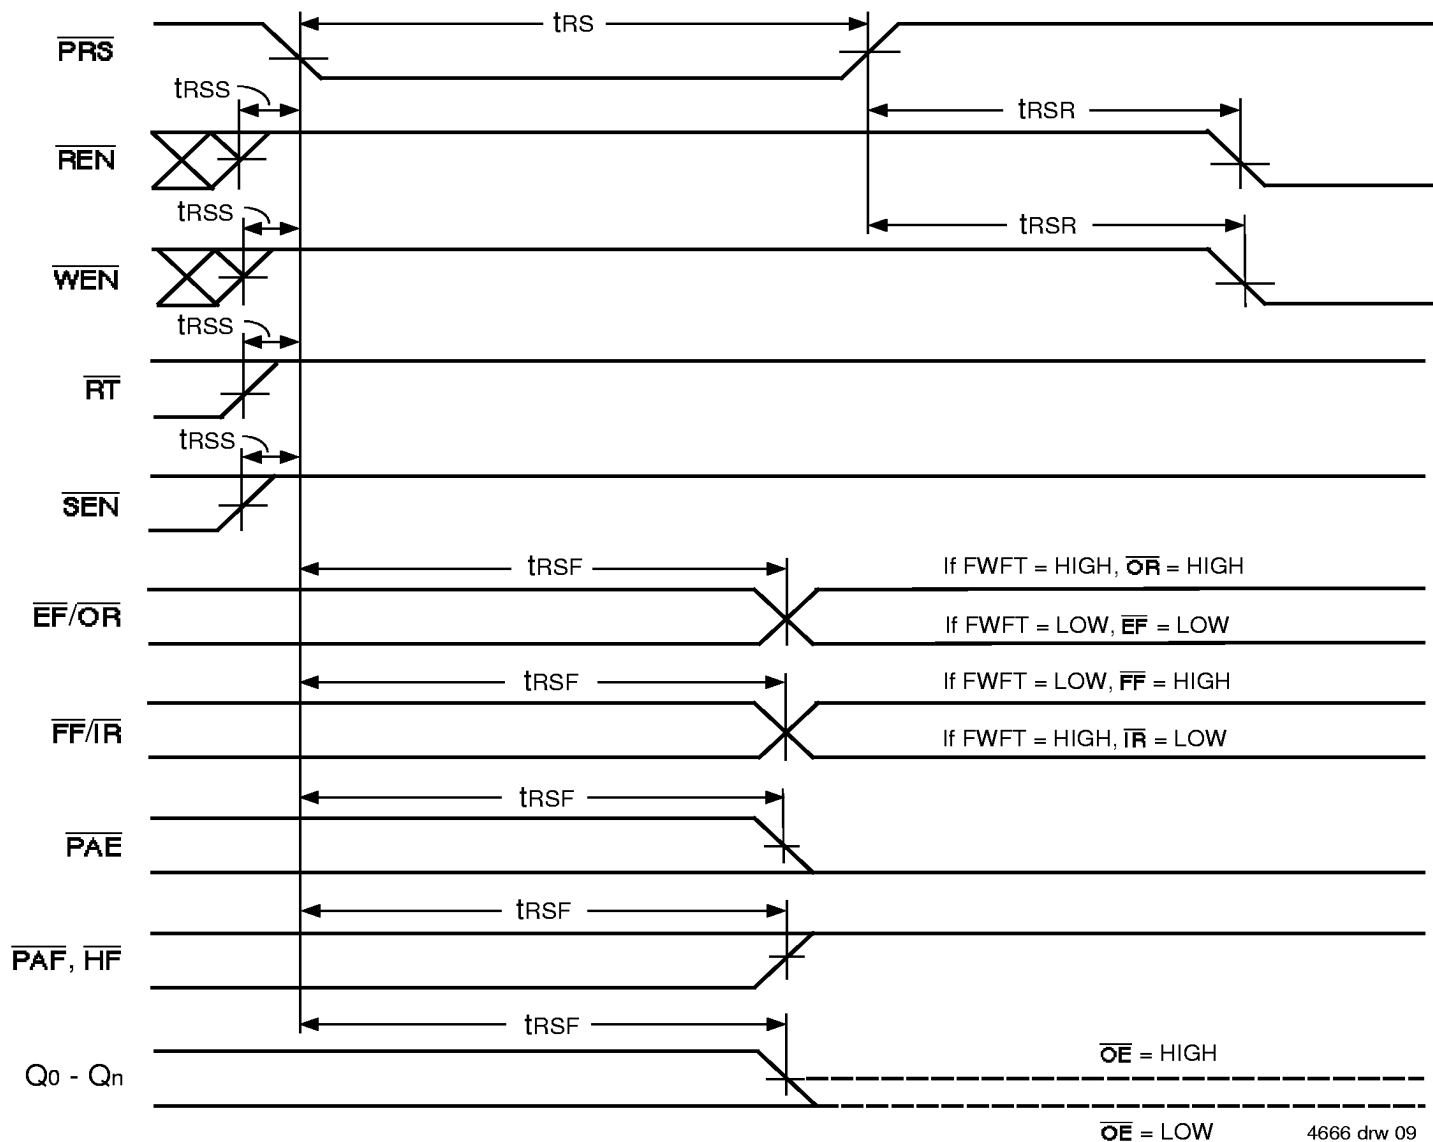 tRS
PRS
tRSS
tRSR
REN
tRSS
tRSR
WEN
tRSS
RT
tRSS
SEN
tRSF
If FWFT = HIGH, OR = HIGH
EF/OR
If FWFT = LOW, EF = LOW
tRSF
If FWFT = LOW, FF = HIGH
FF/IR
If FWFT = HIGH, IR = LOW
tRSF
PAE
tRSF
PAF, HF
tRSF
OE = HIGH
Q0 - Qn
OE = LOW
4666 drw 09